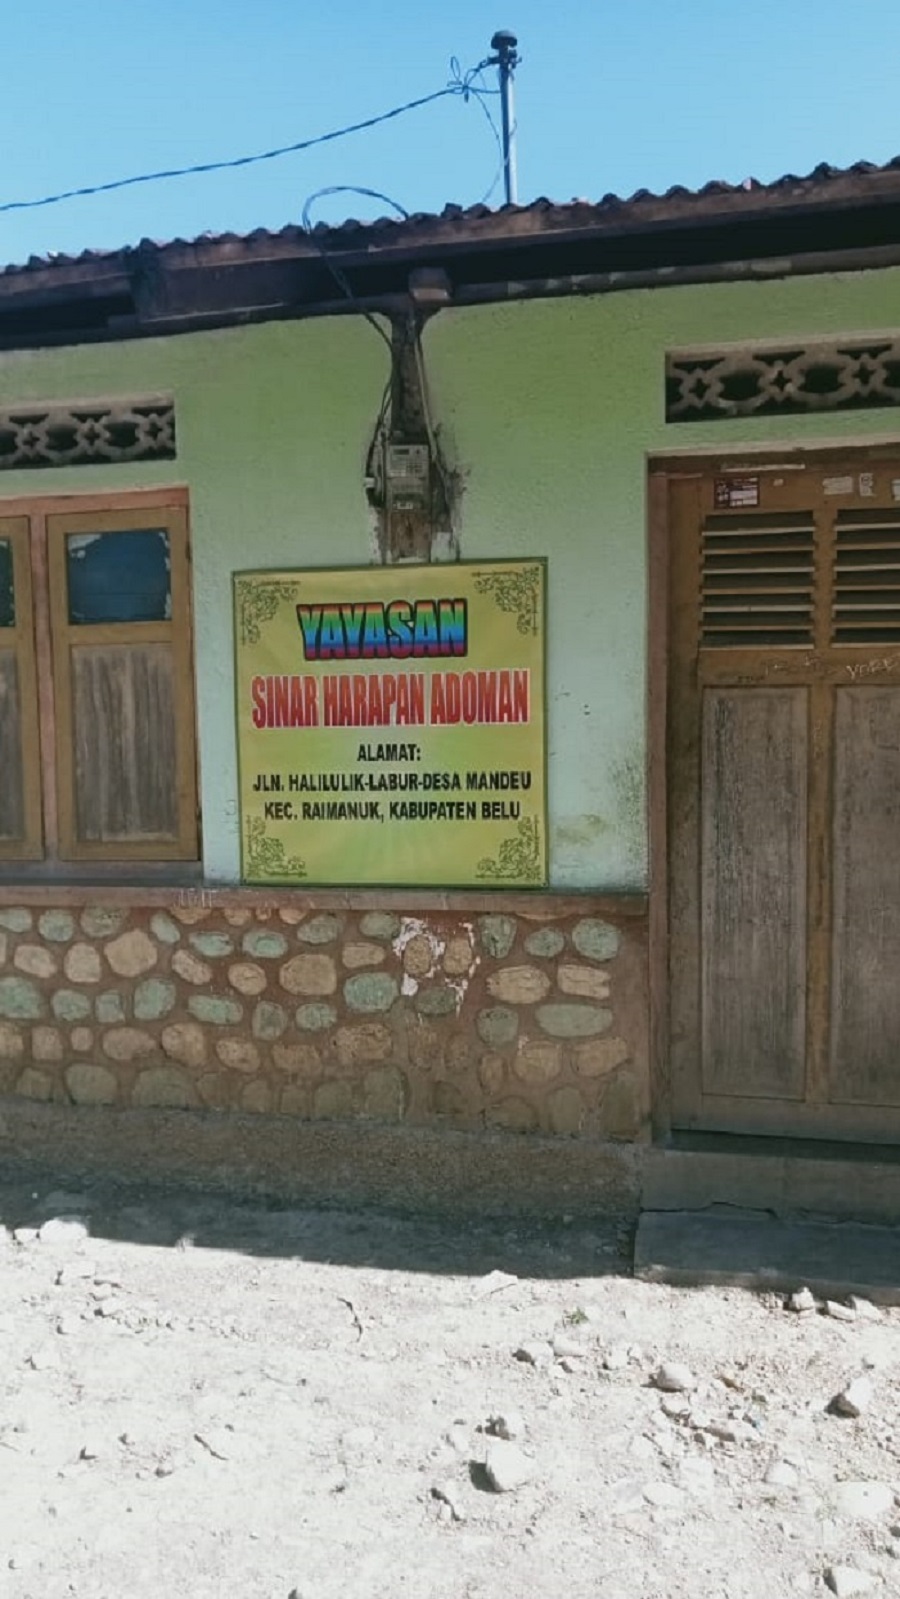 YAYASAN
SINAR HARAPAN ADOMAN
ALAMAT:
JLN. HALILULIK-LABUR-DESA MANDEU
KEC. RAIMANUK, KABUPATEN BELU